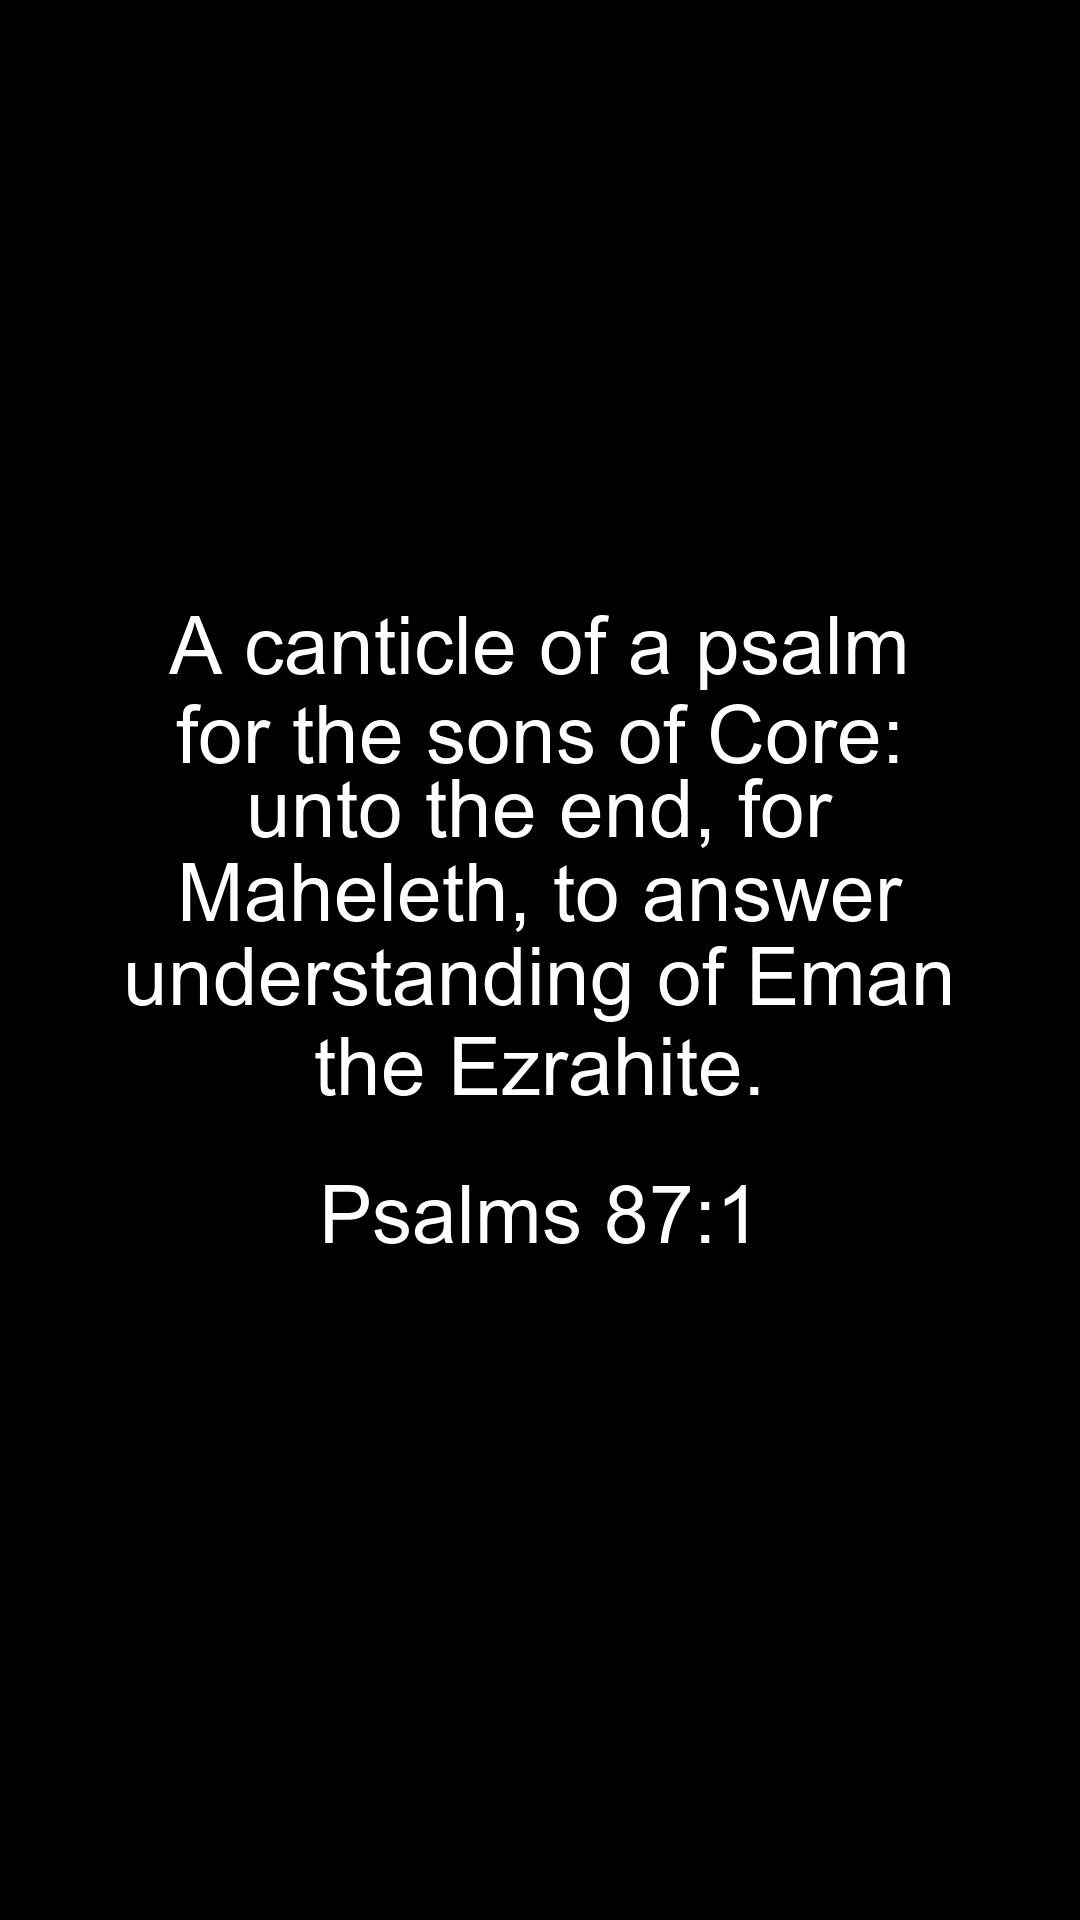 A canticle of a psalm
for the sons of Core:
unto the end, for
Maheleth, to answer
understanding of Eman
the Ezrahite.
Psalms 87:1